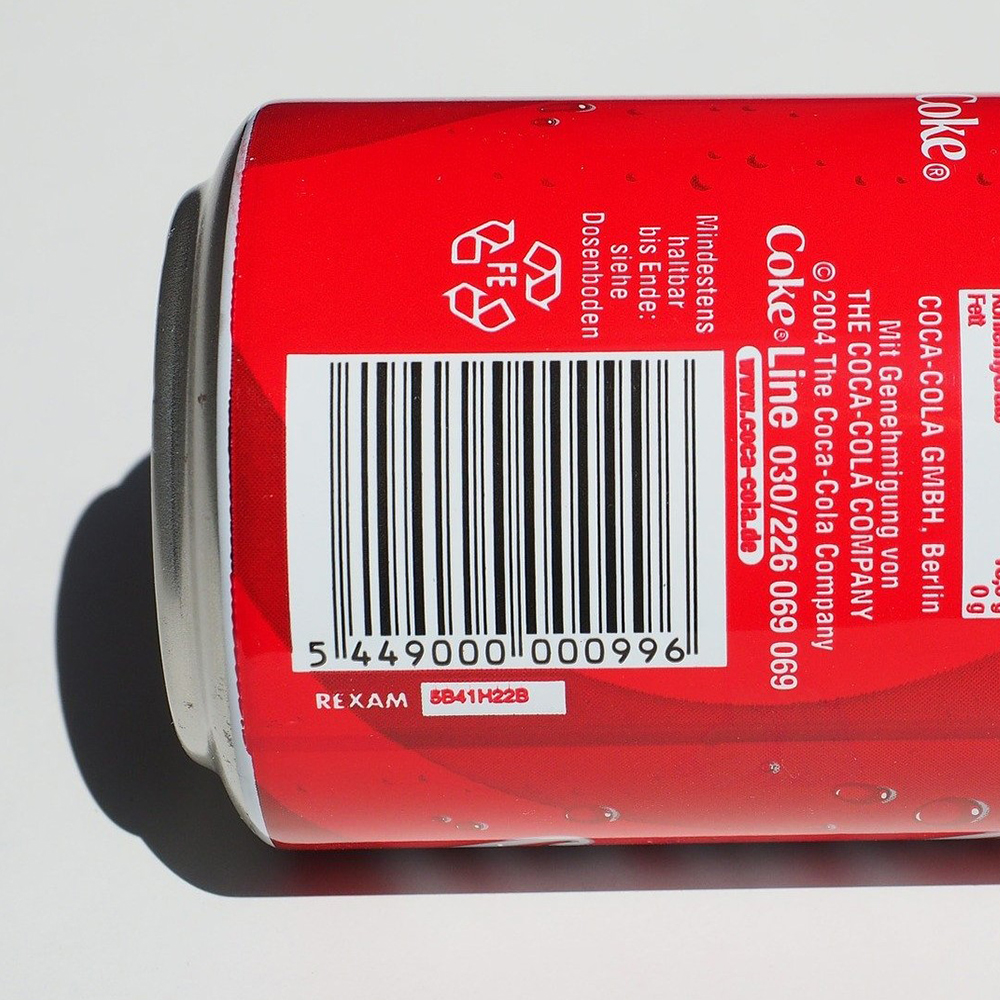 Coke®
Mindestens
haltbar
bis Ende:
siehe
Dosenboden
FE
Coke® Line 030/226 069 069
www.coca-cola.de
© 2004 The Coca-Cola Company
THE COCA-COLA COMPANY
Mit Genehmigung von
COCA-COLA GMBH, Berlin
Fett
0 g
5 449000 000996
REXAM 5B41H22B